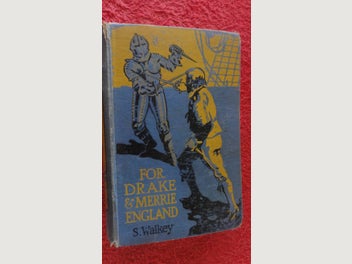 FOR
DRAKE
& MERRIE
ENGLAND
S. Walkey